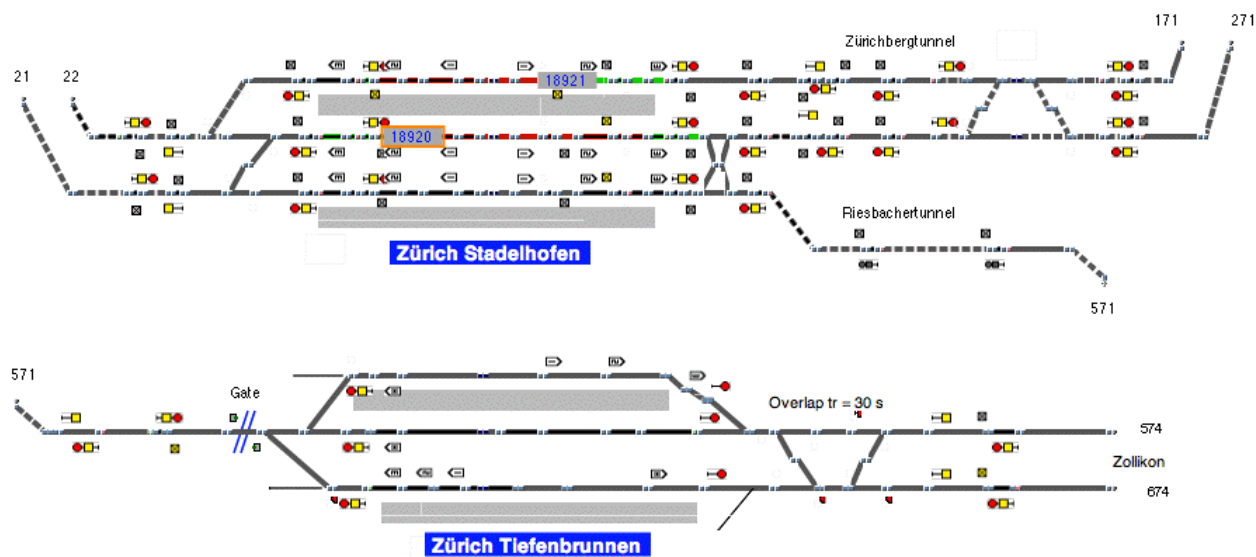 171
271
21
22
Zürichbergtunnel
18921
18920
Riesbachertunnel
Zürich Stadelhofen
571
571
Gate
Overlap tr = 30 s
574
Zollikon
674
Zürich Tiefenbrunnen